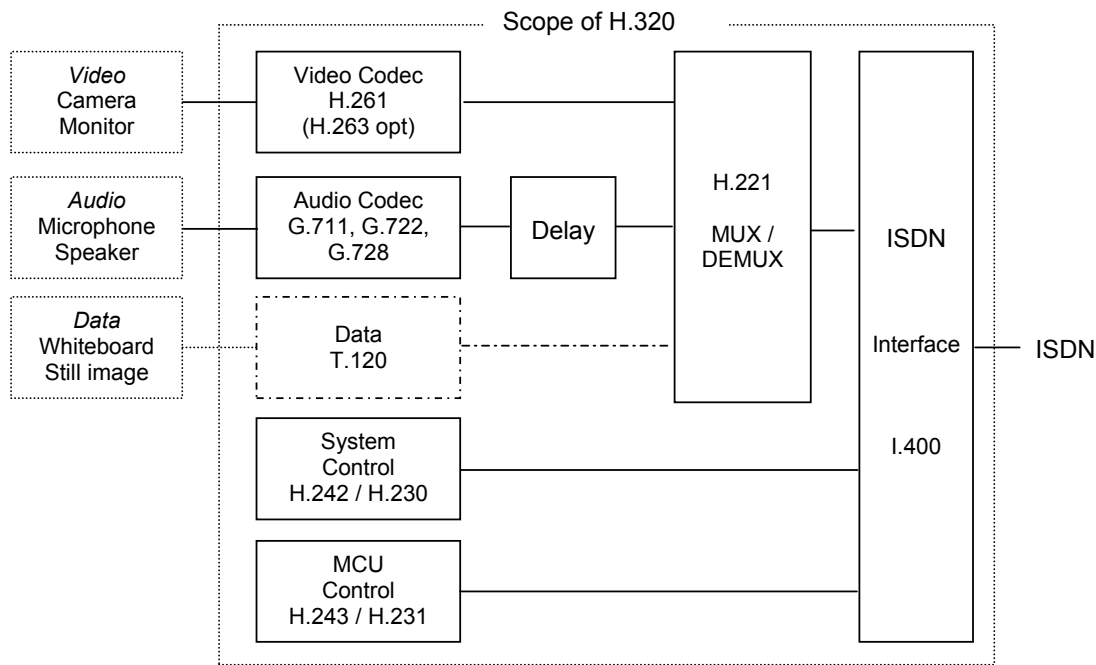 Scope of H.320
Video
Camera
Monitor
Video Codec
H.261
(H.263 opt)
Audio
Microphone
Speaker
Audio Codec
G.711, G.722,
G.728
Delay
Data
Whiteboard
Still image
Data
T.120
System
Control
H.242 / H.230
MCU
Control
H.243 / H.231
H.221
MUX /
DEMUX
ISDN
Interface
I.400
ISDN